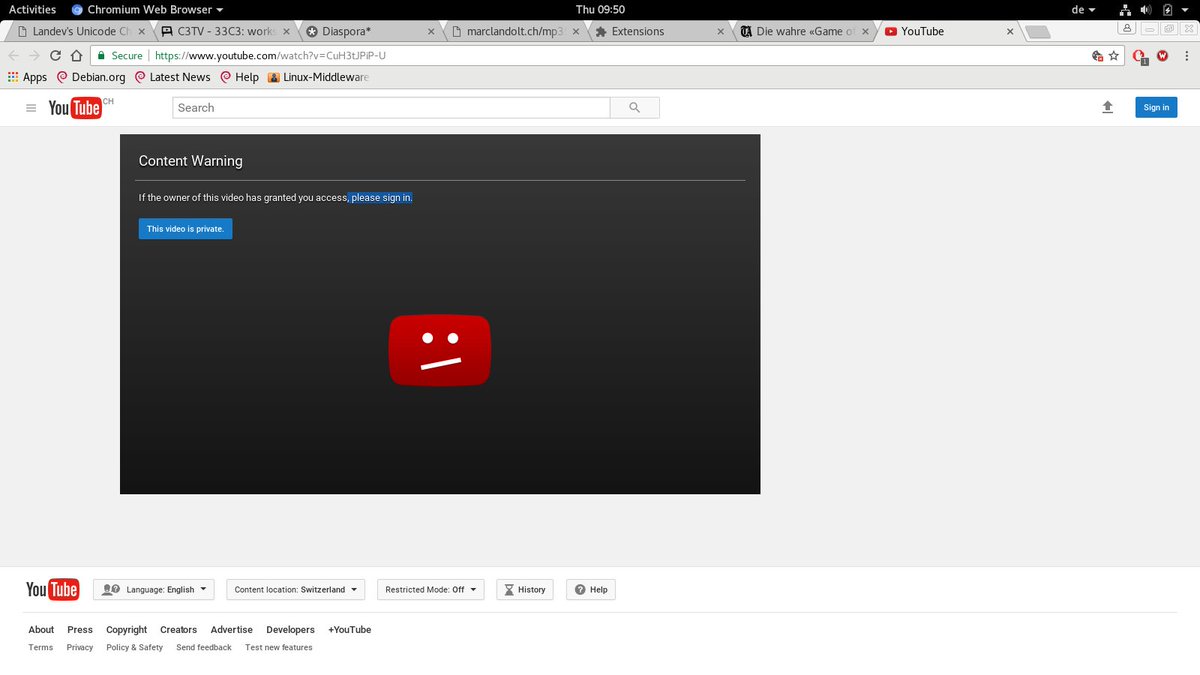 Activities Chromium Web Browser Thu 09:50 de
Landev's Unicode Ch C3TV - 33C3: works Diaspora* marclandolt.ch/mp3 Extensions Die wahre «Game of YouTube
Secure https://www.youtube.com/watch?v=CuH3tJPiP-U 1 W
Apps Debian.org Latest News Help Linux-Middleware
YouTube CH Search Sign in
Content Warning
If the owner of this video has granted you access, please sign in.
This video is private.
YouTube Language: English Content location: Switzerland Restricted Mode: Off History Help
About Press Copyright Creators Advertise Developers +YouTube
Terms Privacy Policy & Safety Send feedback Test new features